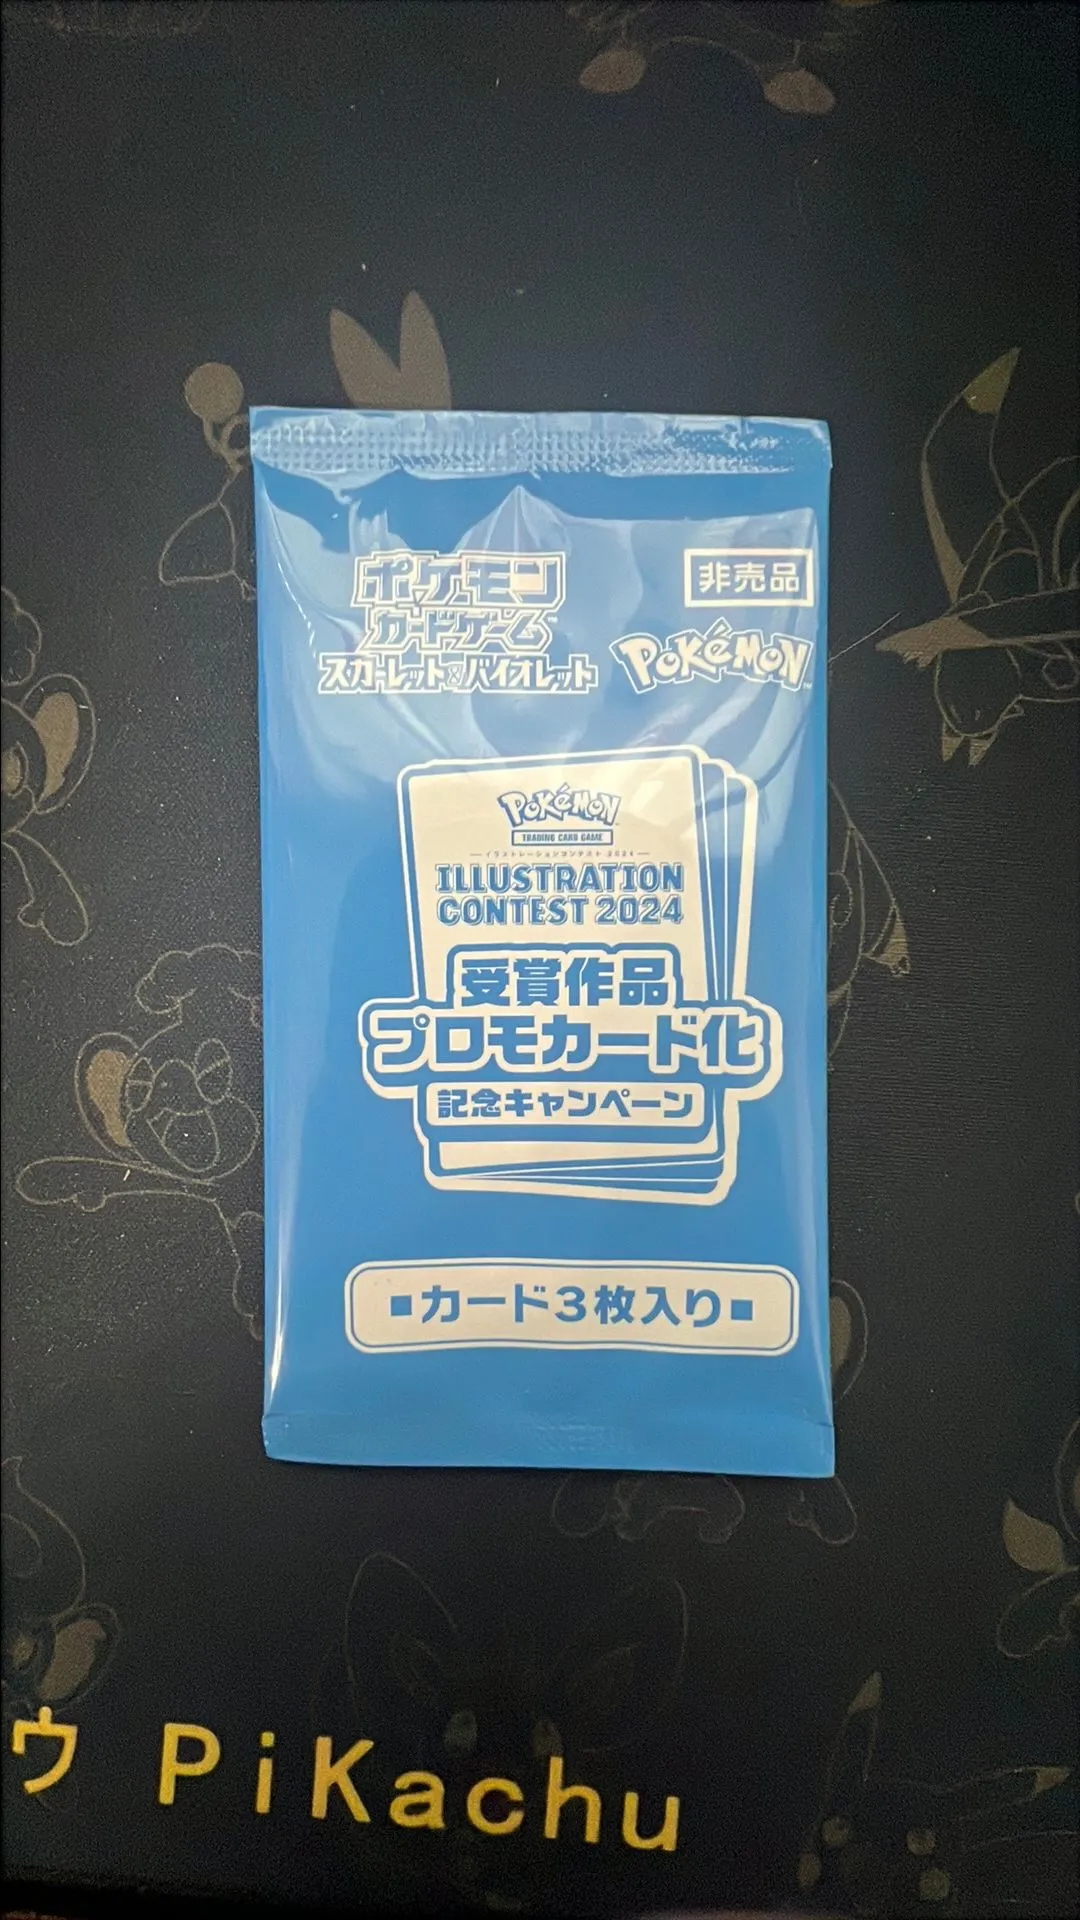 ポケモン
カードゲーム™
スカーレット&バイオレット
非売品
Pokémon™
Pokémon
TRADING CARD GAME
イラストレーションコンテスト 2024
ILLUSTRATION
CONTEST 2024
受賞作品
プロモカード化
記念キャンペーン
■カード3枚入り■
ウ PiKachu